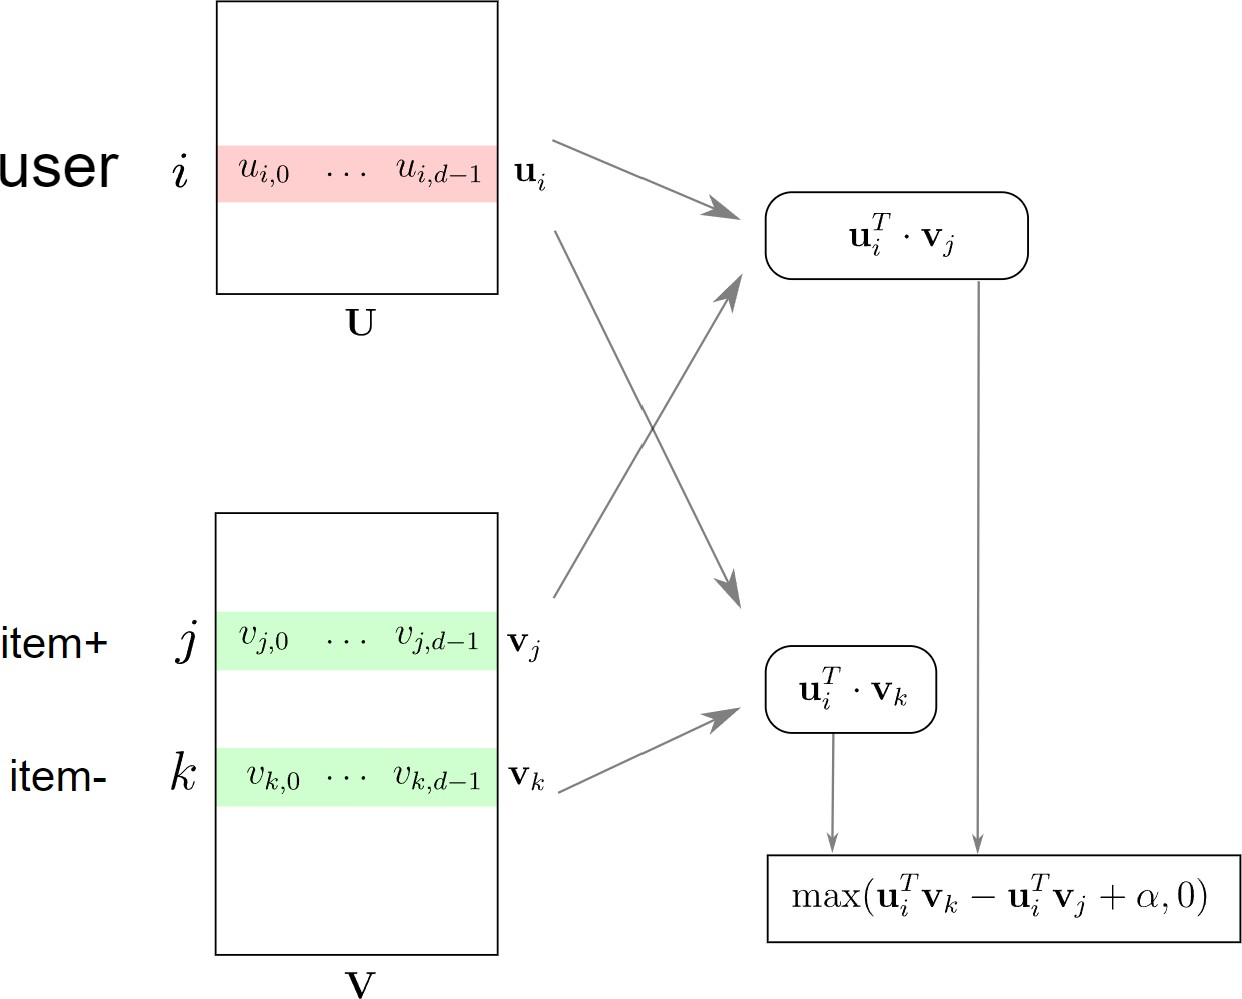 user i u_{i,0} … u_{i,d−1} 𝐮_i
𝐔
𝐮_i^T · 𝐯_j
item+ j v_{j,0} … v_{j,d−1} 𝐯_j
item- k v_{k,0} … v_{k,d−1} 𝐯_k
𝐕
𝐮_i^T · 𝐯_k
max(𝐮_i^T 𝐯_k − 𝐮_i^T 𝐯_j + α, 0)